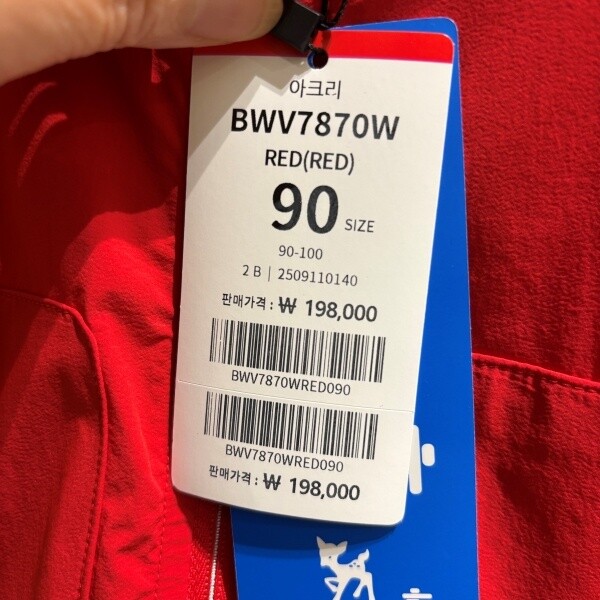 아크리
BWV7870W
RED(RED)
90 SIZE
90-100
2 B | 2509110140
판매가격 : ₩ 198,000
BWV7870WRED090
BWV7870WRED090
판매가격 : ₩ 198,000